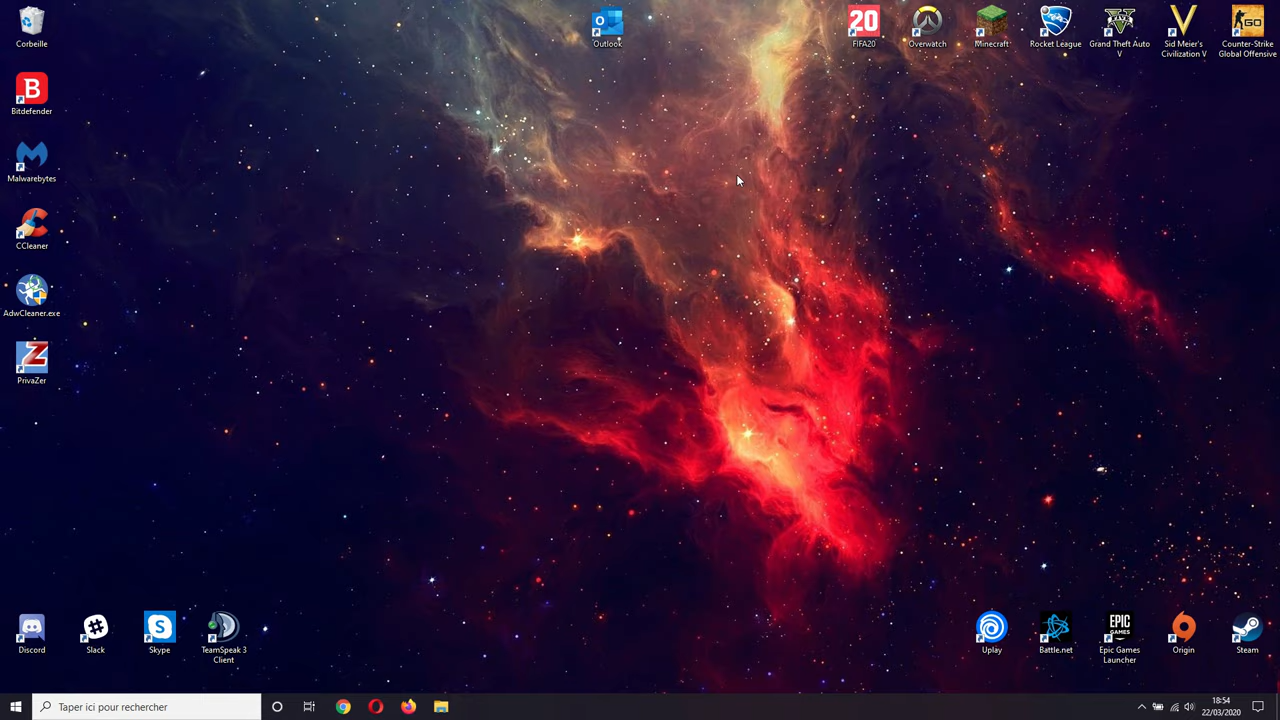 Corbeille
Outlook
FIFA20
Overwatch
Minecraft
Rocket League
Grand Theft Auto
V
Sid Meier's
Civilization V
Counter-Strike
Global Offensive
Bitdefender
Malwarebytes
CCleaner
AdwCleaner.exe
PrivaZer
Discord
Slack
Skype
TeamSpeak 3
Client
Uplay
Battle.net
Epic Games
Launcher
Origin
Steam
Taper ici pour rechercher
18:54
22/03/2020